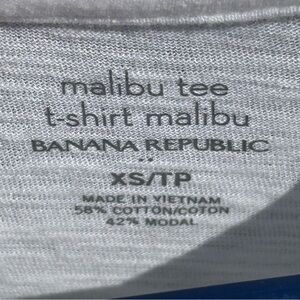 malibu tee
t-shirt malibu
BANANA REPUBLIC
XS/TP
MADE IN VIETNAM
58% COTTON/COTON
42% MODAL